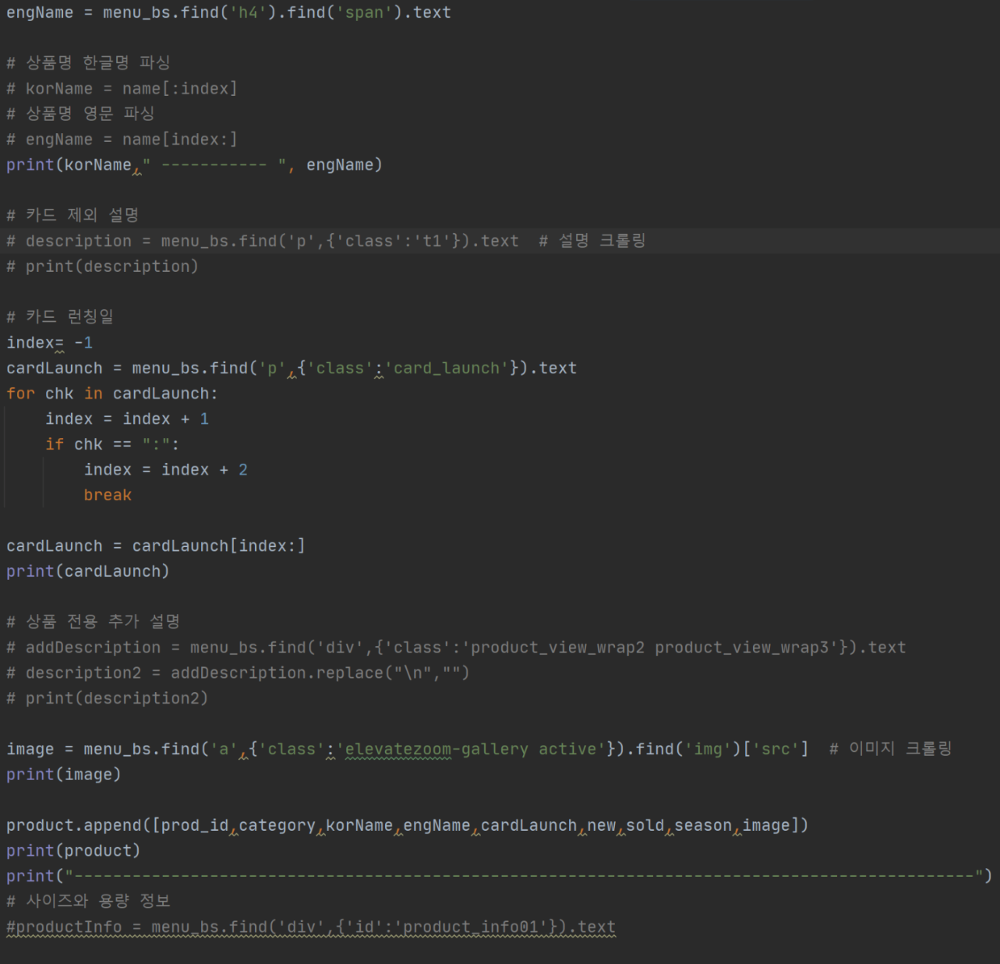 engName = menu_bs.find('h4').find('span').text
# 상품명 한글명 파싱
# korName = name[:index]
# 상품명 영문 파싱
# engName = name[index:]
print(korName," ----------- ", engName)
# 카드 제외 설명
# description = menu_bs.find('p',{'class':'t1'}).text  # 설명 크롤링
# print(description)
# 카드 런칭일
index= -1
cardLaunch = menu_bs.find('p',{'class':'card_launch'}).text
for chk in cardLaunch:
    index = index + 1
    if chk == ":":
        index = index + 2
        break
cardLaunch = cardLaunch[index:]
print(cardLaunch)
# 상품 전용 추가 설명
# addDescription = menu_bs.find('div',{'class':'product_view_wrap2 product_view_wrap3'}).text
# description2 = addDescription.replace("\n","")
# print(description2)
image = menu_bs.find('a',{'class':'elevatezoom-gallery active'}).find('img')['src']  # 이미지 크롤링
print(image)
product.append([prod_id,category,korName,engName,cardLaunch,new,sold,season,image])
print(product)
print("---------------------------------------------------------------------------------------------")
# 사이즈와 용량 정보
#productInfo = menu_bs.find('div',{'id':'product_info01'}).text